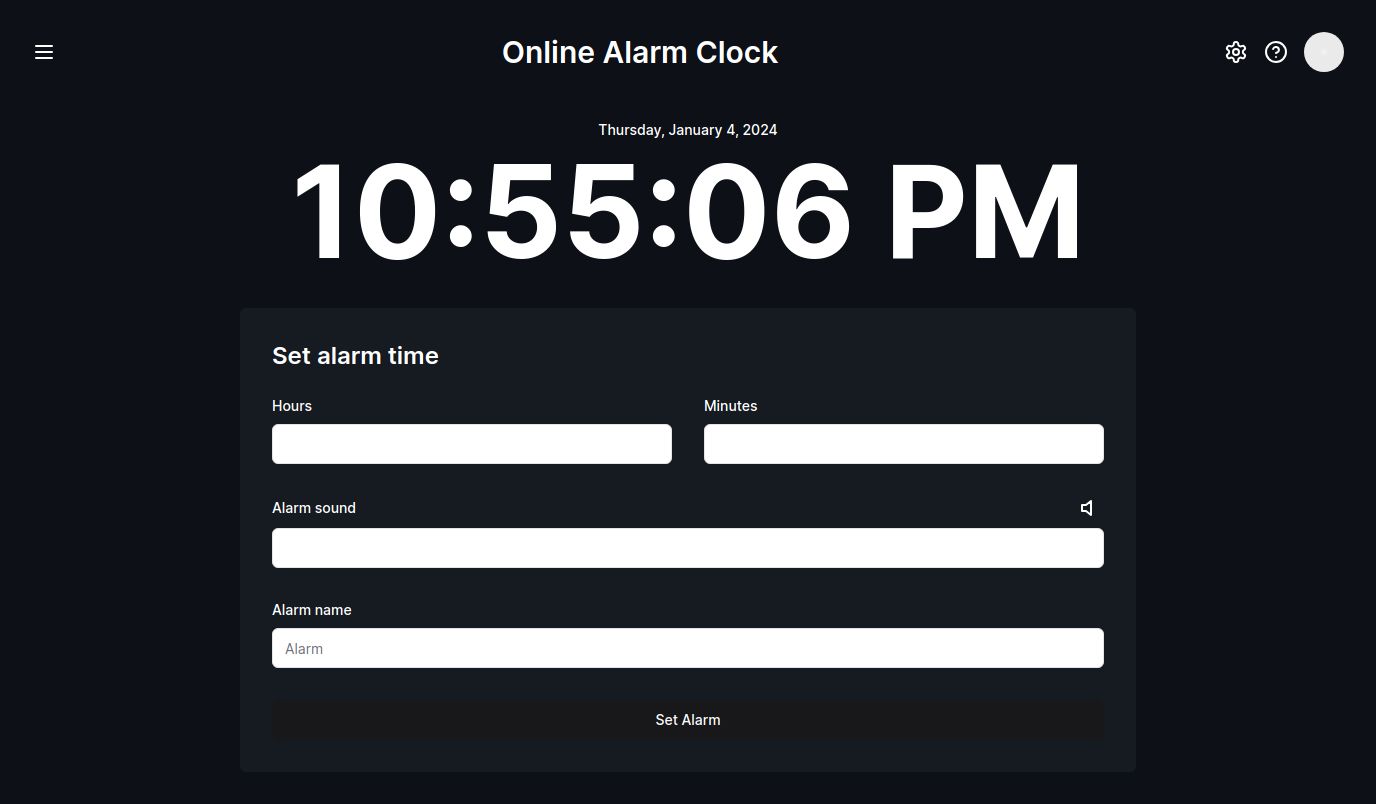 Online Alarm Clock
Thursday, January 4, 2024
10:55:06 PM
Set alarm time
Hours
Minutes
Alarm sound
Alarm name
Alarm
Set Alarm